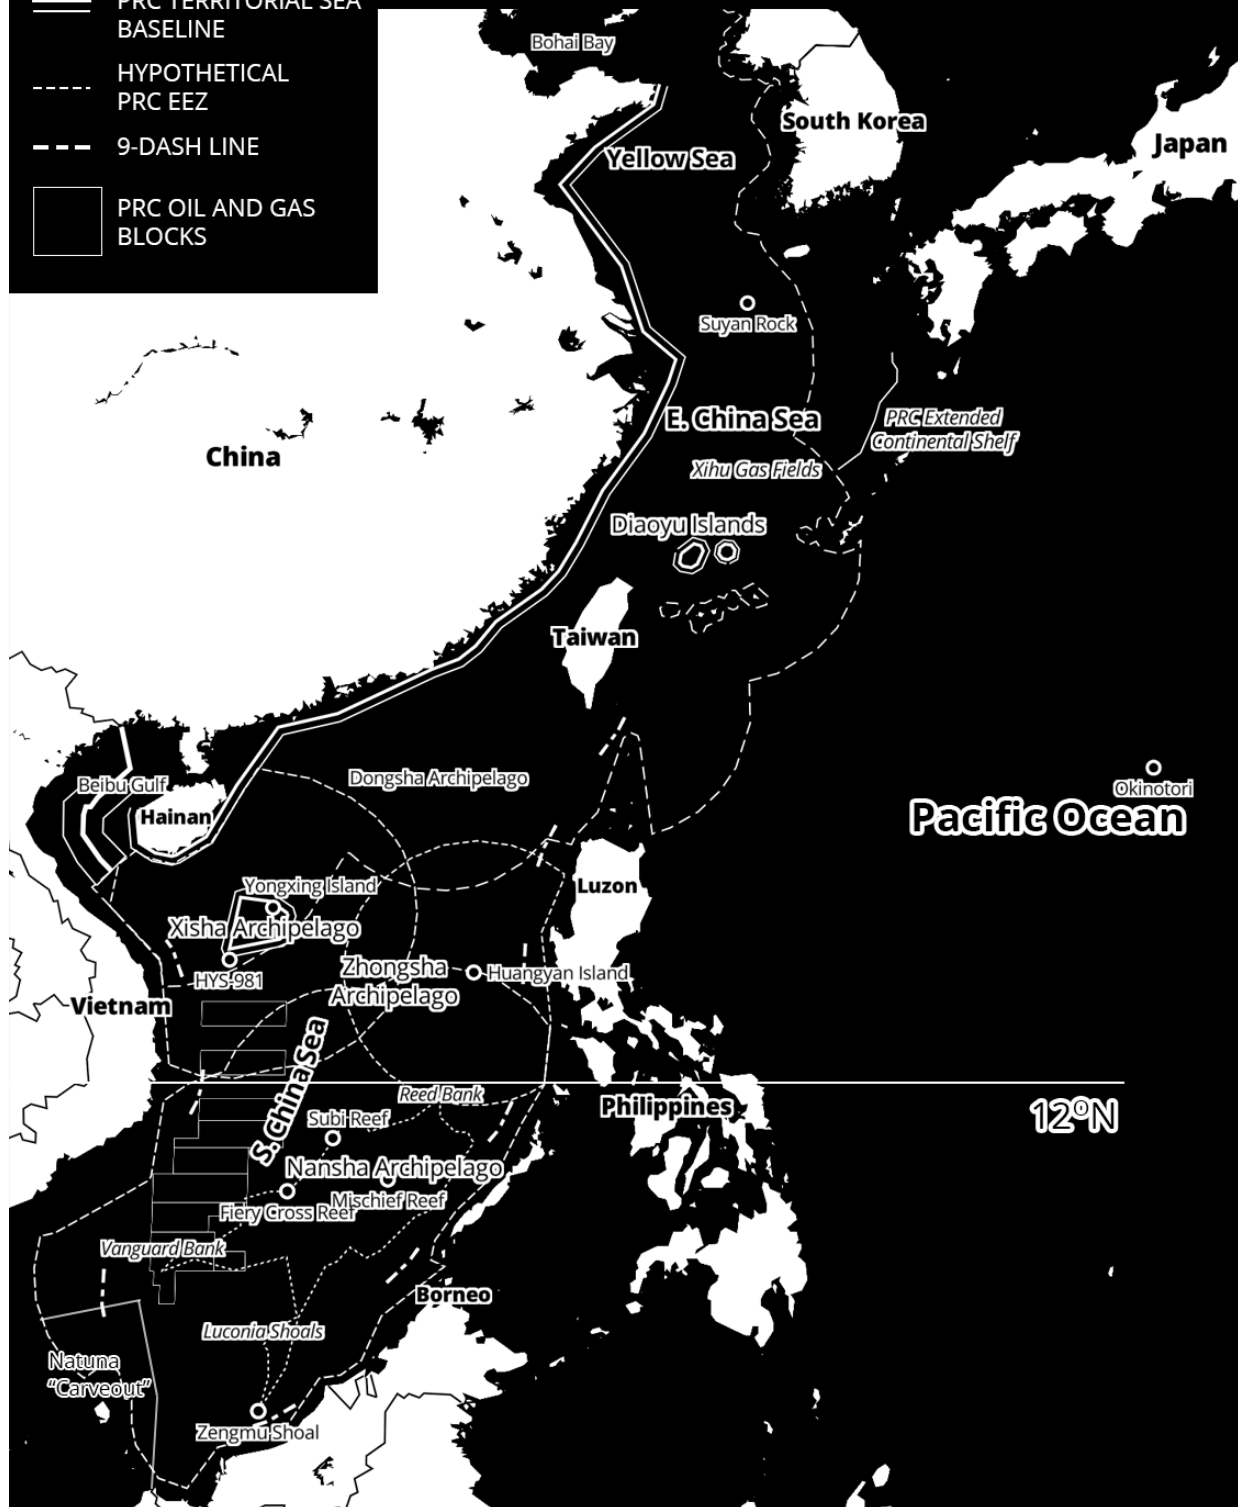 PRC TERRITORIAL SEA
BASELINE
HYPOTHETICAL
PRC EEZ
9-DASH LINE
PRC OIL AND GAS
BLOCKS
Bohai Bay
South Korea
Japan
Yellow Sea
Suyan Rock
E. China Sea
PRC Extended
Continental Shelf
China
Xihu Gas Fields
Diaoyu Islands
Taiwan
Dongsha Archipelago
Beibu Gulf
Okinotori
Hainan
Pacific Ocean
Yongxing Island
Luzon
Xisha Archipelago
Zhongsha
Archipelago
Huangyan Island
HYS-981
Vietnam
S. China Sea
Reed Bank
Philippines
12ºN
Subi Reef
Nansha Archipelago
Mischief Reef
Fiery Cross Reef
Vanguard Bank
Borneo
Luconia Shoals
Natuna
“Carveout”
Zengmu Shoal